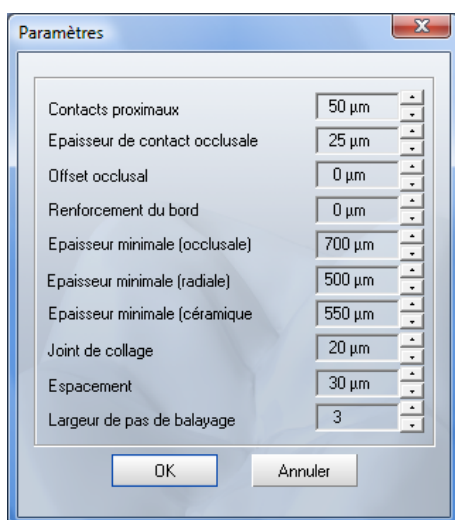 Paramètres
Contacts proximaux 50 µm
Epaisseur de contact occlusale 25 µm
Offset occlusal 0 µm
Renforcement du bord 0 µm
Epaisseur minimale (occlusale) 700 µm
Epaisseur minimale (radiale) 500 µm
Epaisseur minimale (céramique 550 µm
Joint de collage 20 µm
Espacement 30 µm
Largeur de pas de balayage 3
OK Annuler